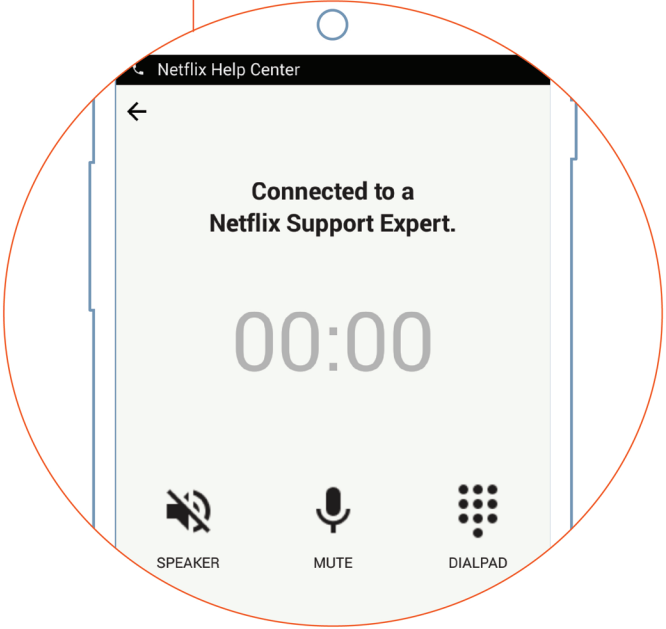 Netflix Help Center
Connected to a
Netflix Support Expert.
00:00
SPEAKER
MUTE
DIALPAD